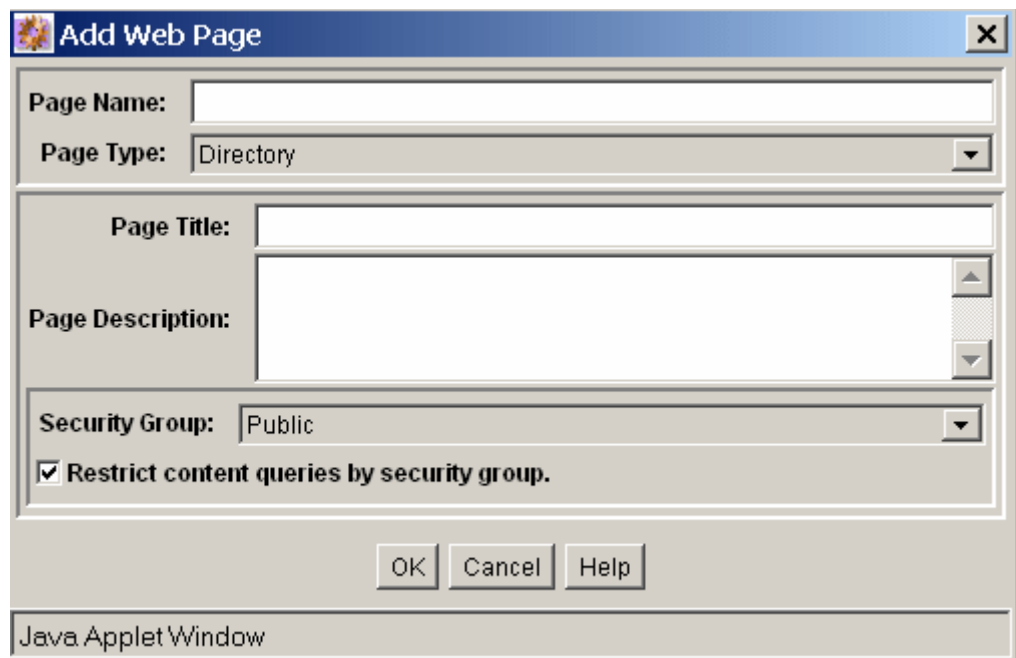 Add Web Page
Page Name:
Page Type: Directory
Page Title:
Page Description:
Security Group: Public
Restrict content queries by security group.
OK Cancel Help
Java Applet Window